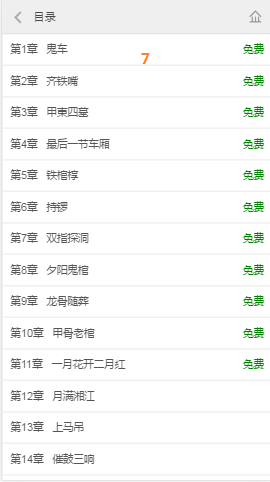 目录
7
第1章 鬼车 免费
第2章 齐铁嘴 免费
第3章 甲柬四塞 免费
第4章 最后一节车厢 免费
第5章 铁棺椁 免费
第6章 持锣 免费
第7章 双指探洞 免费
第8章 夕阳鬼棺 免费
第9章 龙骨随葬 免费
第10章 甲骨老棺 免费
第11章 一月花开二月红 免费
第12章 月满湘江
第13章 上马吊
第14章 催鼓三响